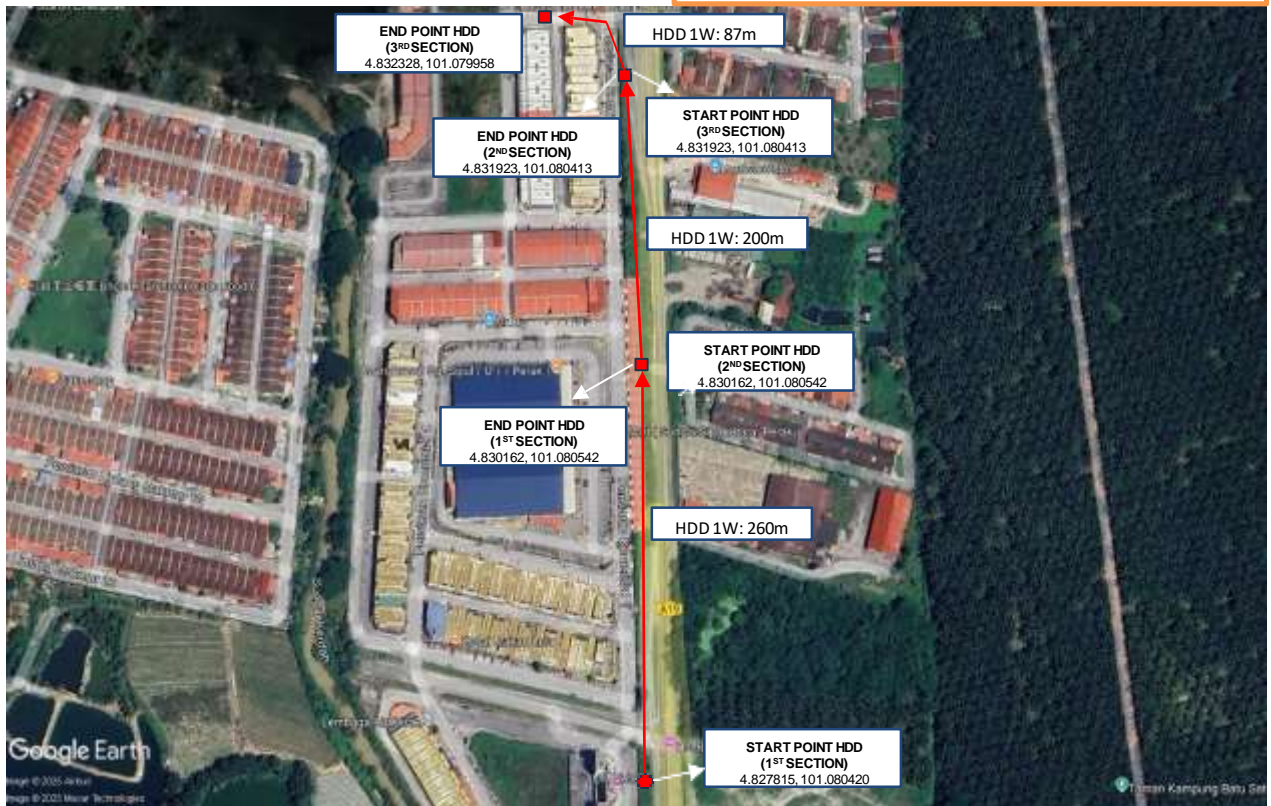 END POINT HDD
(3RD SECTION)
4.832328, 101.079958
HDD 1W: 87m
END POINT HDD
(2ND SECTION)
4.831923, 101.080413
START POINT HDD
(3RD SECTION)
4.831923, 101.080413
HDD 1W: 200m
START POINT HDD
(2ND SECTION)
4.830162, 101.080542
END POINT HDD
(1ST SECTION)
4.830162, 101.080542
HDD 1W: 260m
START POINT HDD
(1ST SECTION)
4.827815, 101.080420
Google Earth
Taman Kampung Batu